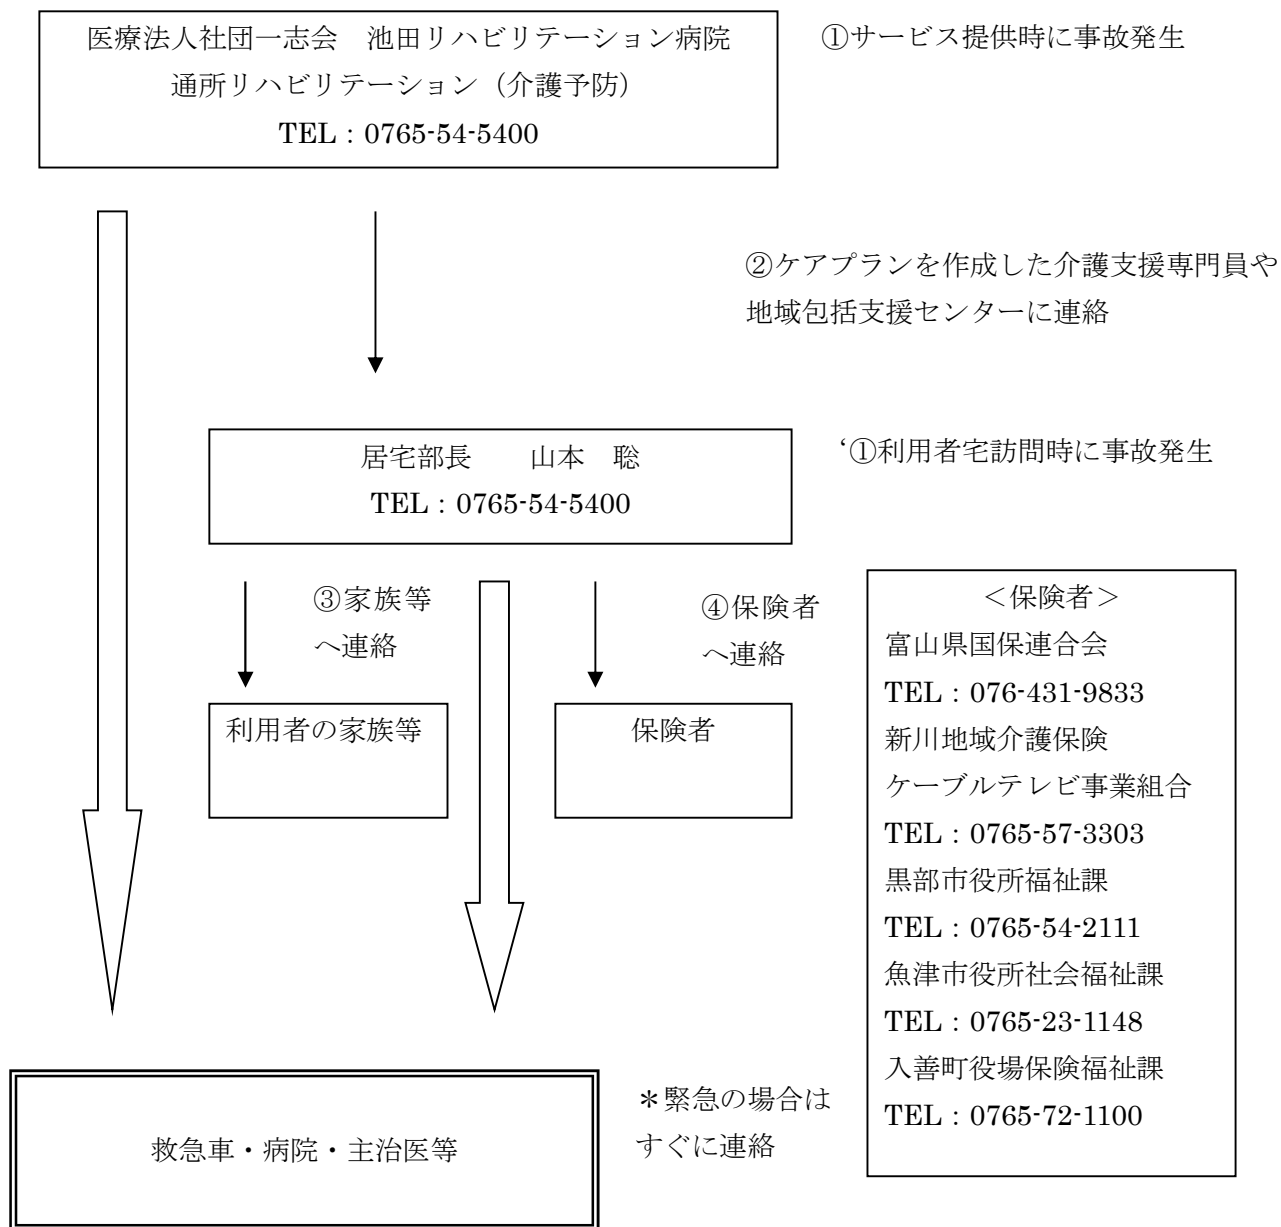 医療法人社団一志会　池田リハビリテーション病院
通所リハビリテーション（介護予防）
TEL：0765-54-5400
①サービス提供時に事故発生
②ケアプランを作成した介護支援専門員や
地域包括支援センターに連絡
居宅部長　　山本　聡
TEL：0765-54-5400
‘①利用者宅訪問時に事故発生
③家族等
へ連絡
④保険者
へ連絡
利用者の家族等
保険者
＜保険者＞
富山県国保連合会
TEL：076-431-9833
新川地域介護保険
ケーブルテレビ事業組合
TEL：0765-57-3303
黒部市役所福祉課
TEL：0765-54-2111
魚津市役所社会福祉課
TEL：0765-23-1148
入善町役場保険福祉課
TEL：0765-72-1100
救急車・病院・主治医等
＊緊急の場合は
すぐに連絡